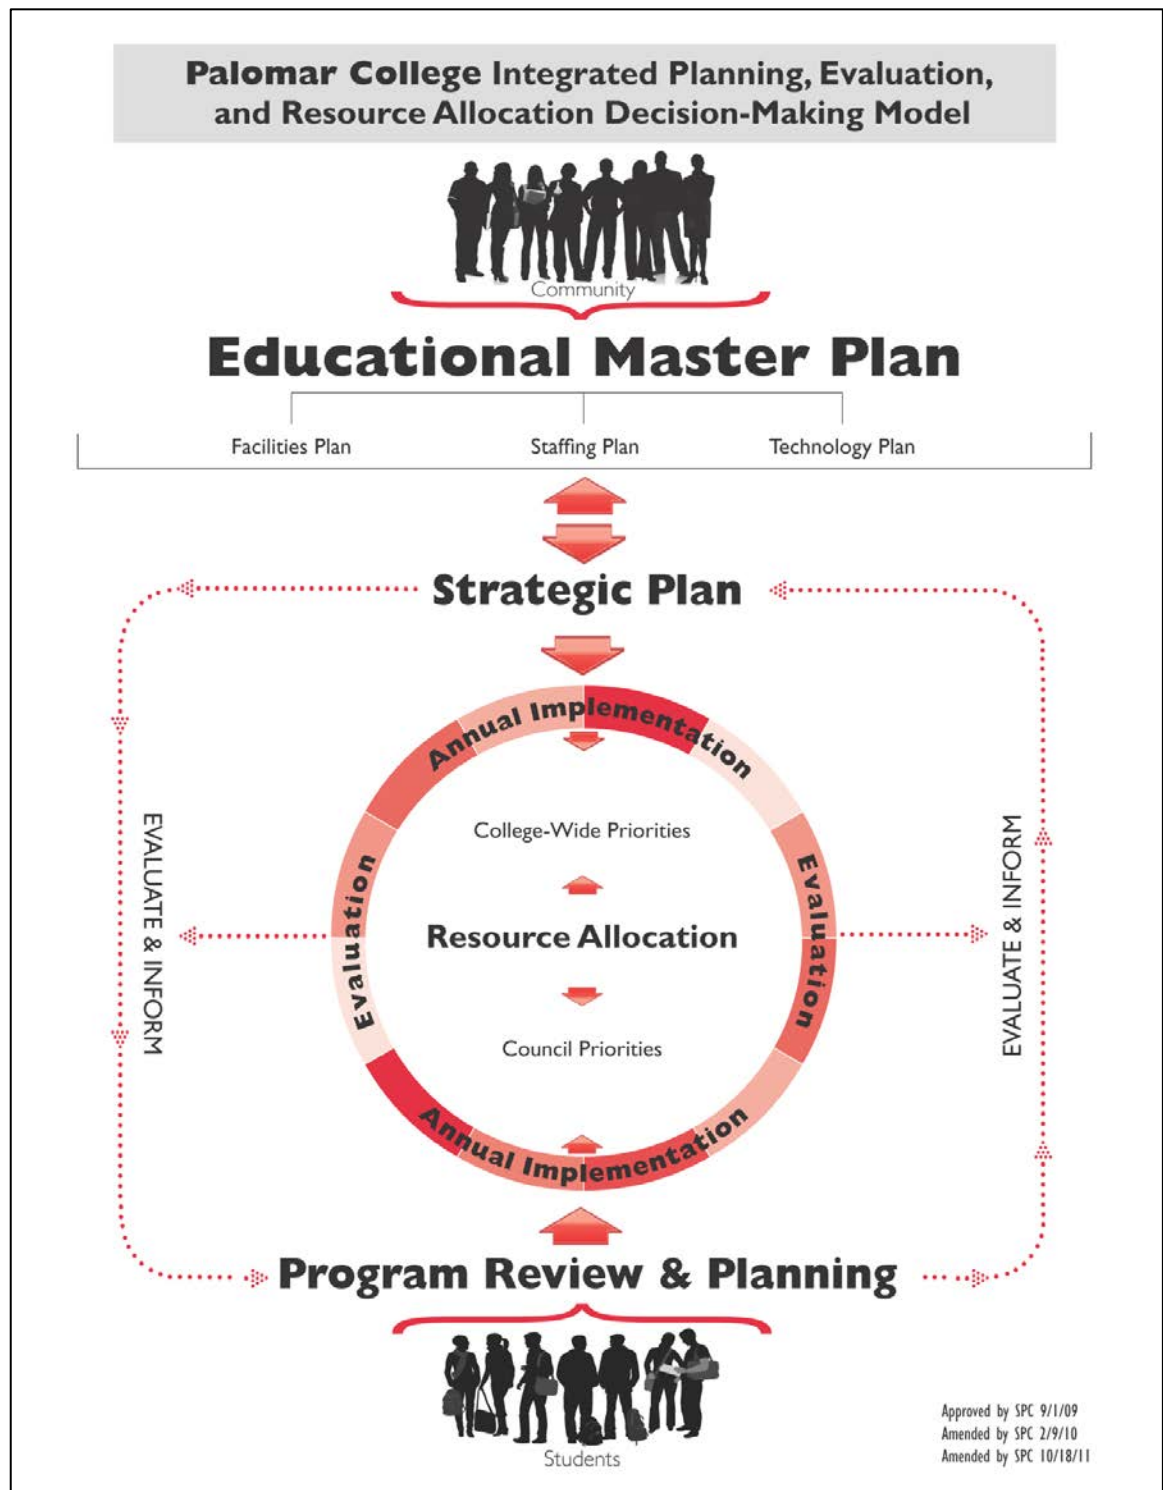 Palomar College Integrated Planning, Evaluation,
and Resource Allocation Decision-Making Model
Community
Educational Master Plan
Facilities Plan
Staffing Plan
Technology Plan
Strategic Plan
Annual Implementation
College-Wide Priorities
EVALUATE & INFORM
Evaluation
Resource Allocation
Evaluation
EVALUATE & INFORM
Council Priorities
Annual Implementation
Program Review & Planning
Students
Approved by SPC 9/1/09
Amended by SPC 2/9/10
Amended by SPC 10/18/11